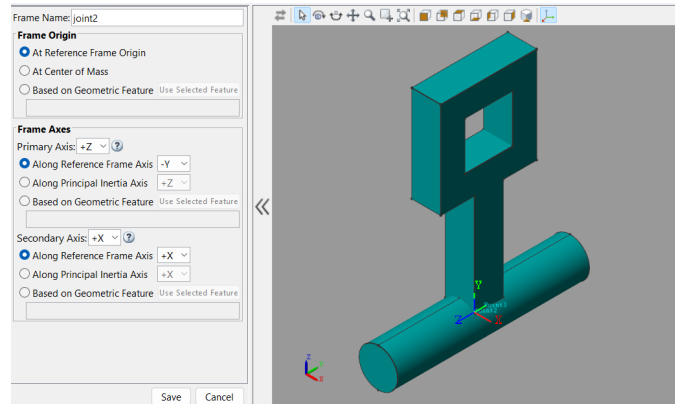 Frame Name: joint2
Frame Origin
At Reference Frame Origin
At Center of Mass
Based on Geometric Feature Use Selected Feature
Frame Axes
Primary Axis: +Z
Along Reference Frame Axis -Y
Along Principal Inertia Axis +Z
Based on Geometric Feature Use Selected Feature
Secondary Axis: +X
Along Reference Frame Axis +X
Along Principal Inertia Axis +X
Based on Geometric Feature Use Selected Feature
Save Cancel
Y
Z X
z
x